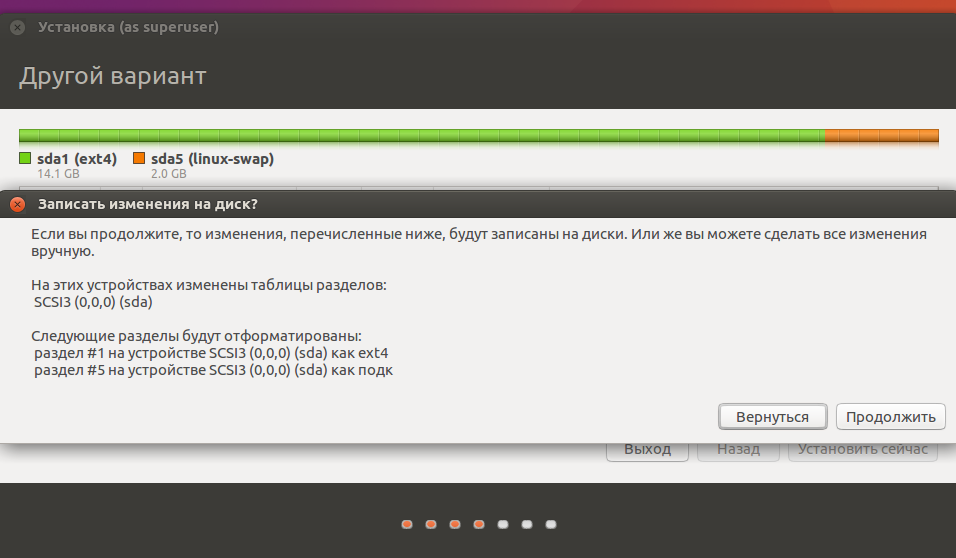 Установка (as superuser)
Другой вариант
sda1 (ext4)
14.1 GB
sda5 (linux-swap)
2.0 GB
Записать изменения на диск?
Если вы продолжите, то изменения, перечисленные ниже, будут записаны на диски. Или же вы можете сделать все изменения
вручную.
На этих устройствах изменены таблицы разделов:
SCSI3 (0,0,0) (sda)
Следующие разделы будут отформатированы:
раздел #1 на устройстве SCSI3 (0,0,0) (sda) как ext4
раздел #5 на устройстве SCSI3 (0,0,0) (sda) как подк
Вернуться
Продолжить
Выход
Назад
Установить сейчас